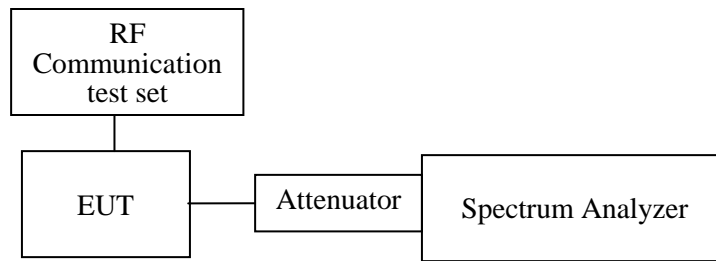 RF
Communication
test set
EUT
Attenuator
Spectrum Analyzer